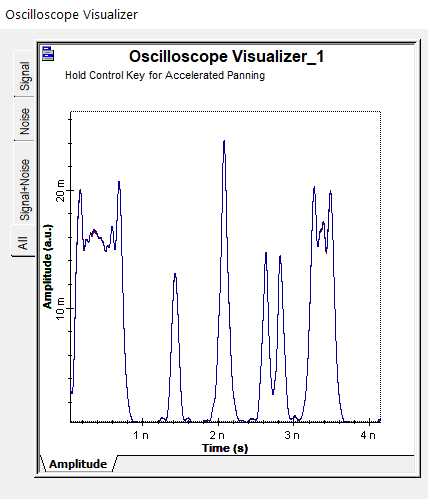 Oscilloscope Visualizer
Oscilloscope Visualizer_1
Hold Control Key for Accelerated Panning
Signal
Noise
Signal+Noise
All
Amplitude (a.u.)
20 m
10 m
1 n
2 n
3 n
4 n
Time (s)
Amplitude